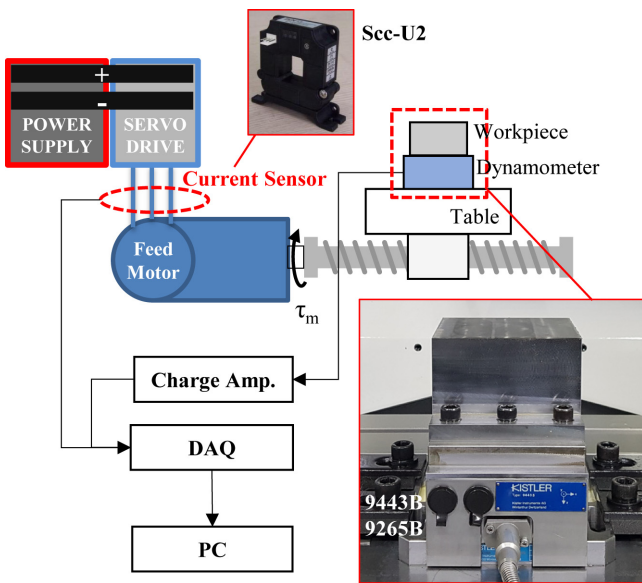 Scc-U2
+
-
POWER
SUPPLY
SERVO
DRIVE
Current Sensor
Workpiece
Dynamometer
Table
Feed
Motor
τm
Charge Amp.
DAQ
PC
KISTLER
9443B
9265B